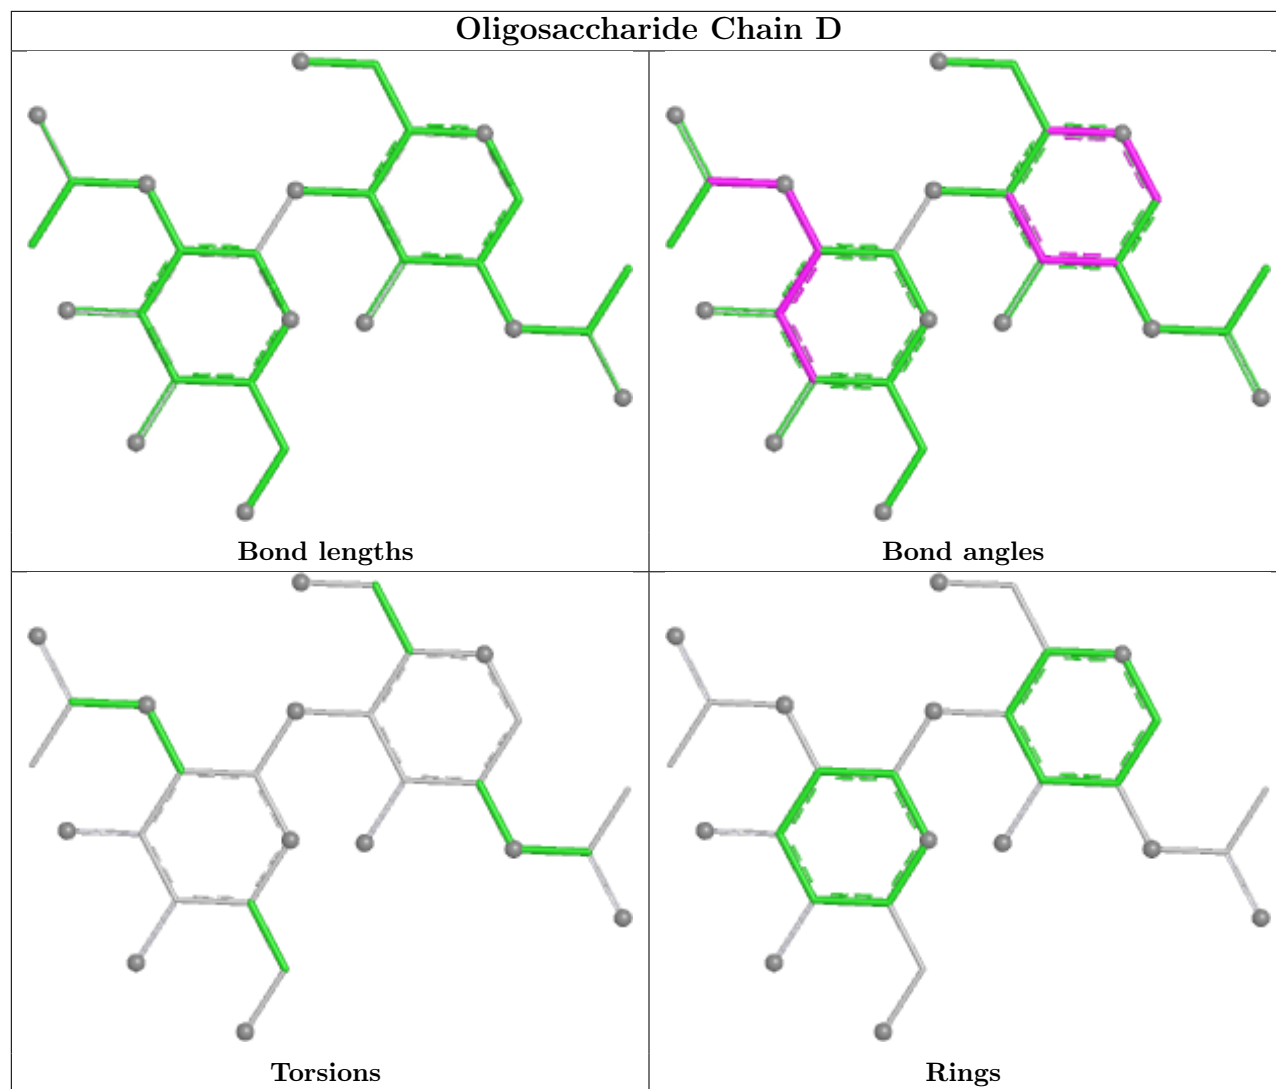 Oligosaccharide Chain D
Bond lengths
Bond angles
Torsions
Rings